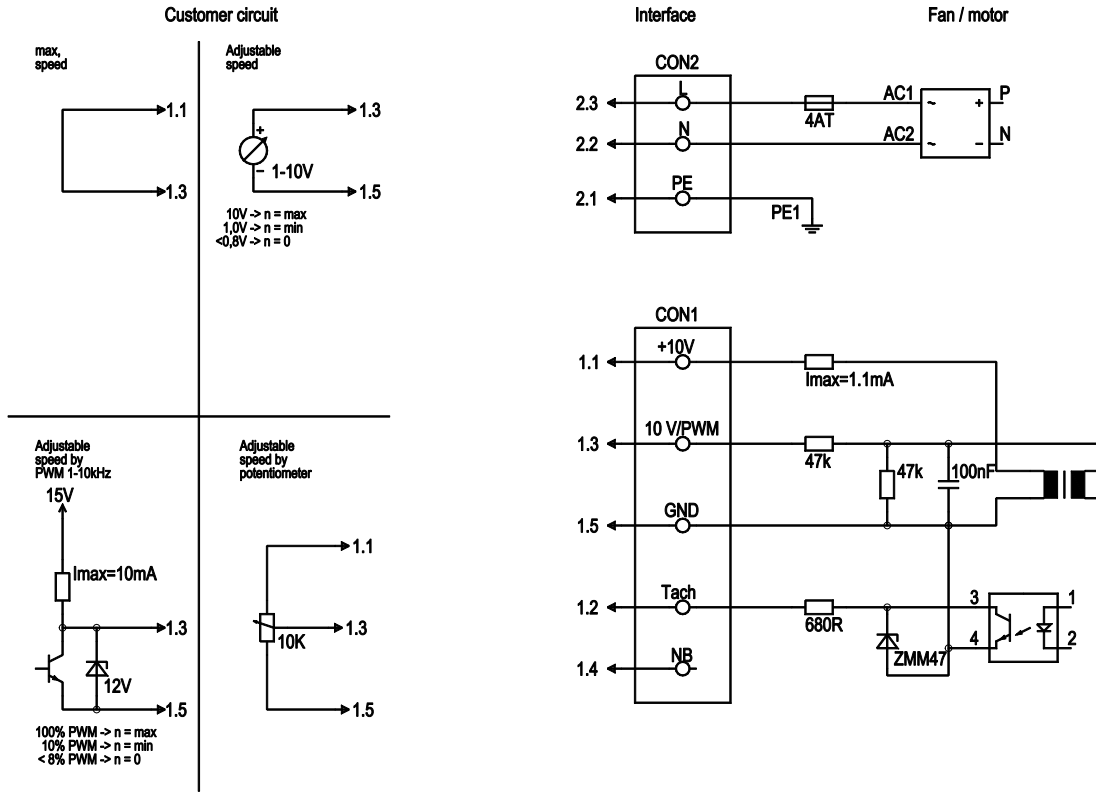 Customer circuit
max,
speed
1.1
1.3
Adjustable
speed
1.3
+
1-10V
−
1.5
10V -> n = max
1,0V -> n = min
<0,8V -> n = 0
Adjustable
speed by
PWM 1-10kHz
15V
Imax=10mA
1.3
12V
1.5
100% PWM -> n = max
10% PWM -> n = min
< 8% PWM -> n = 0
Adjustable
speed by
potentiometer
1.1
1.3
10K
1.5
Interface
Fan / motor
CON2
2.3
L
4AT
AC1
~
+
P
2.2
N
AC2
~
−
N
2.1
PE
PE1
CON1
1.1
+10V
Imax=1.1mA
1.3
10 V/PWM
47k
47k
100nF
1.5
GND
1.2
Tach
680R
3
1
ZMM47
4
2
1.4
NB